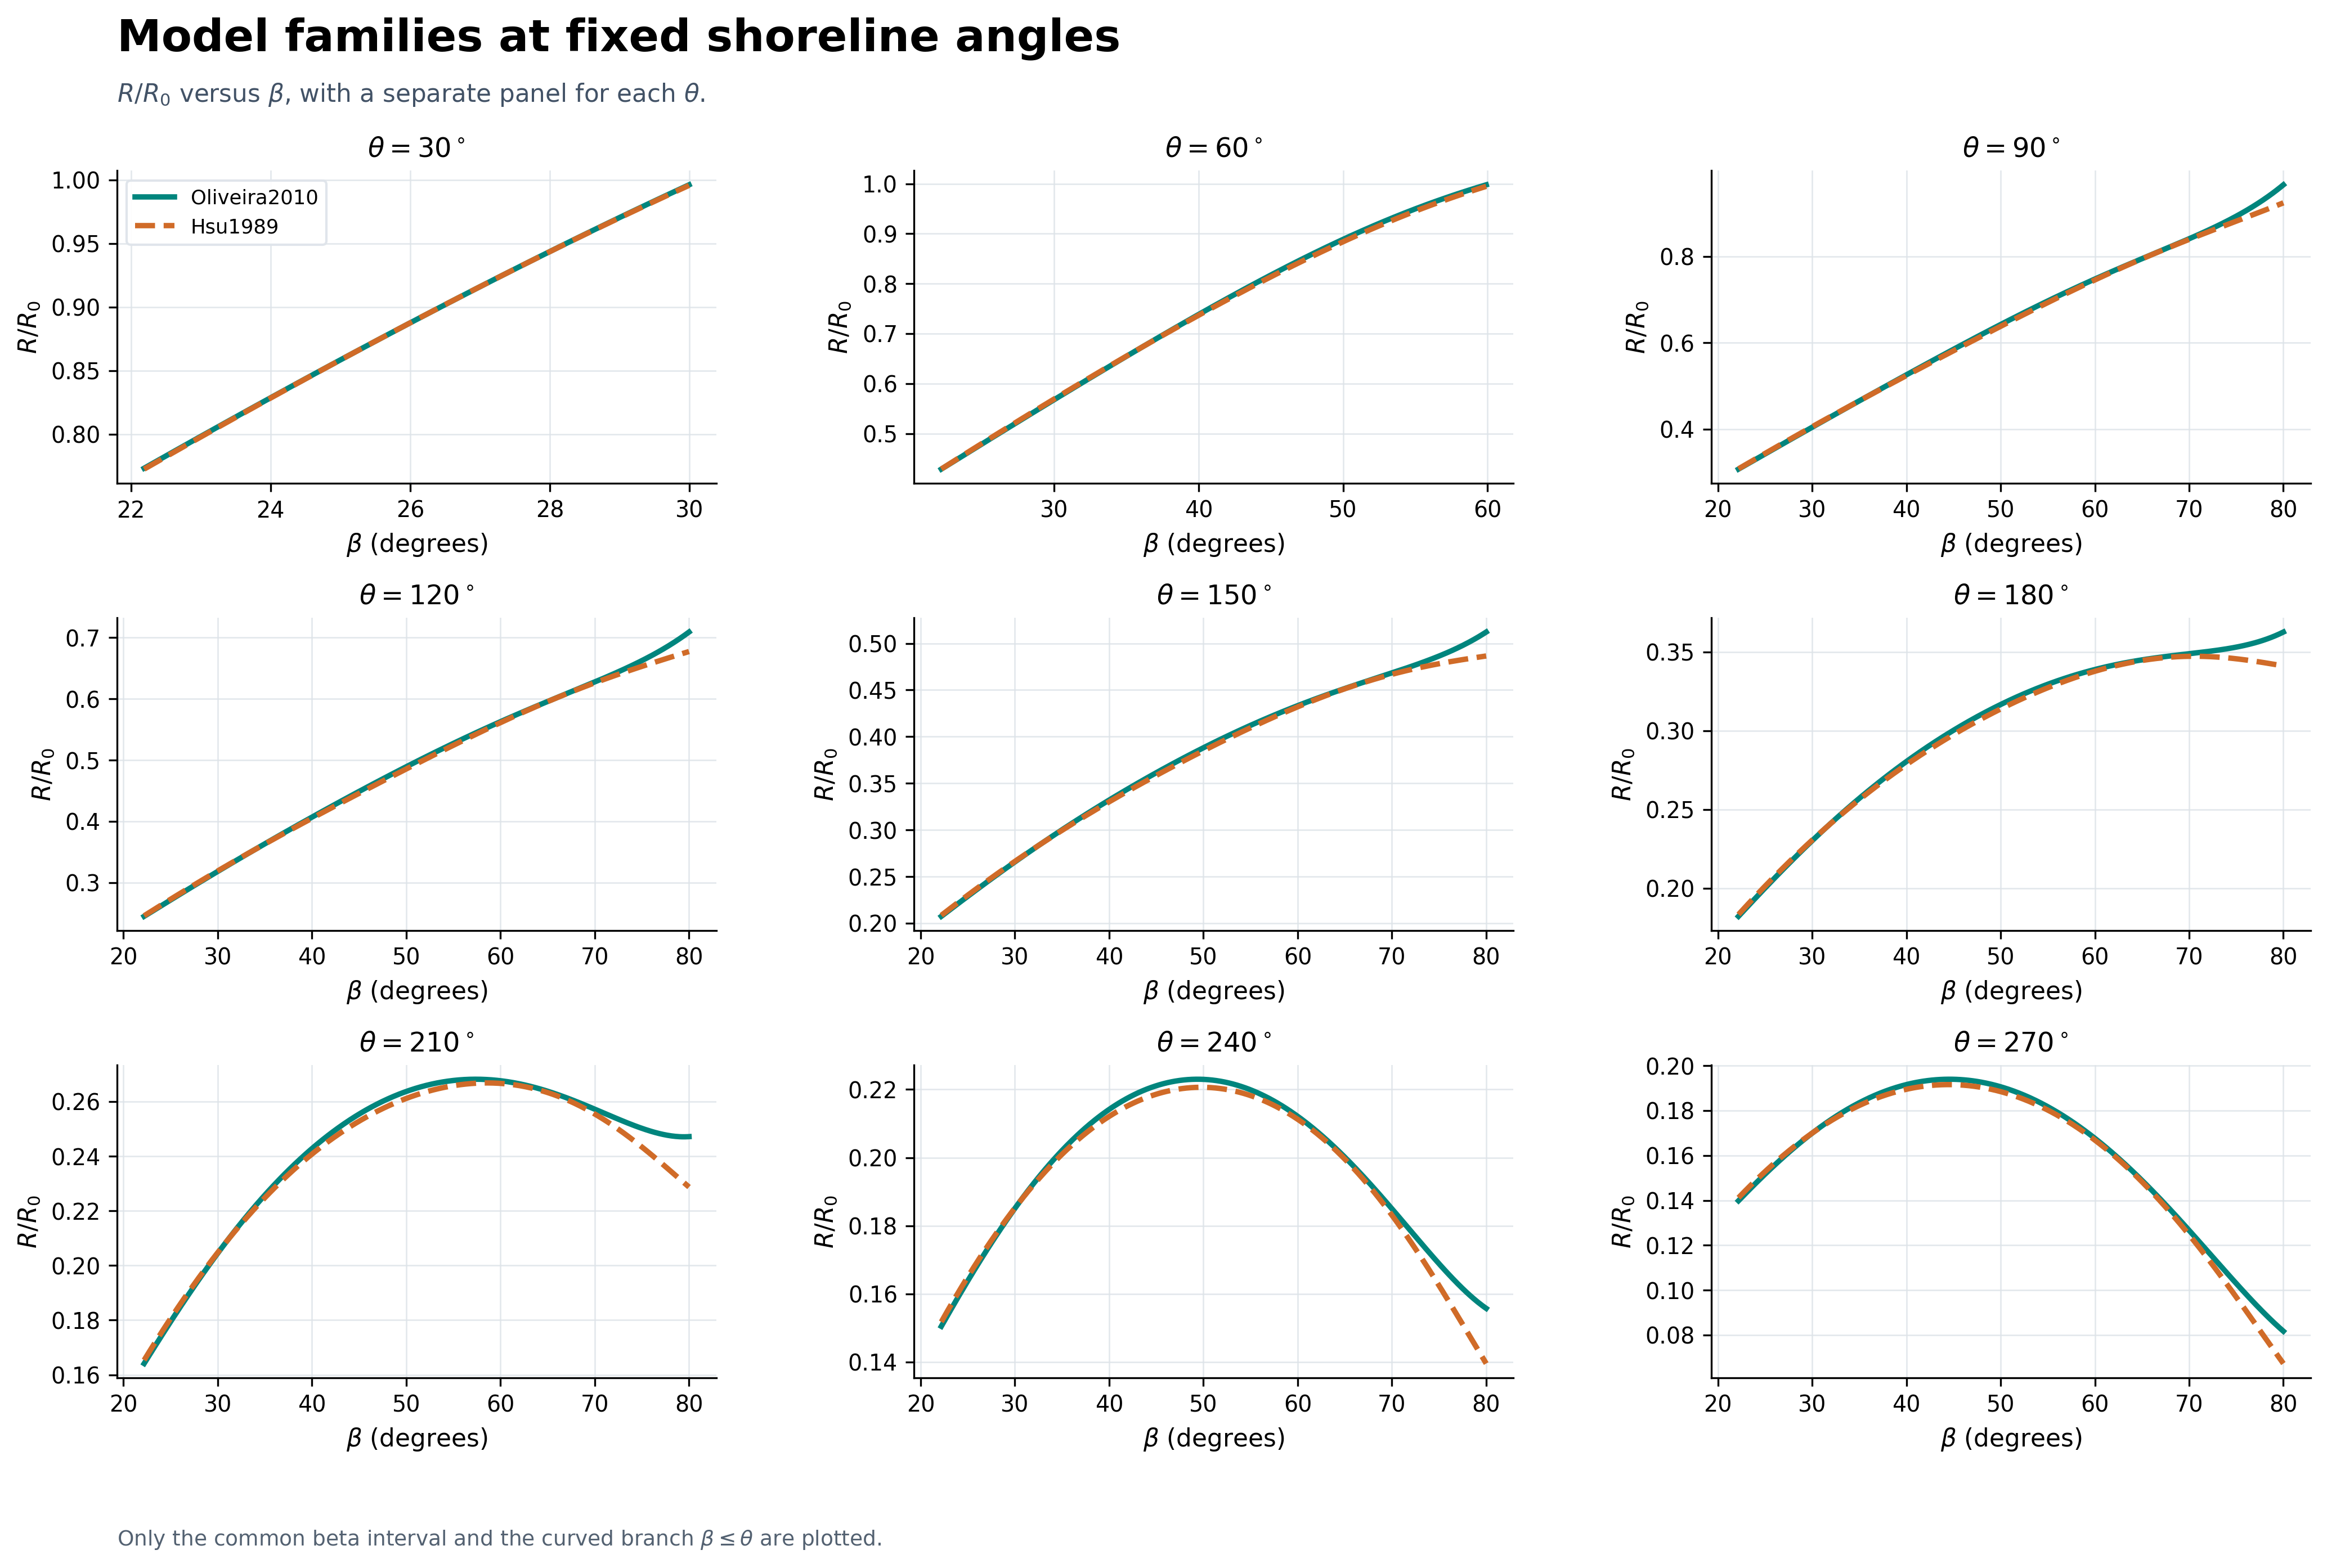 Model families at fixed shoreline angles
R/R₀ versus β, with a separate panel for each θ.
θ = 30°
R/R₀
1.00
0.95
0.90
0.85
0.80
Oliveira2010
Hsu1989
22 24 26 28 30
β (degrees)
θ = 60°
R/R₀
1.0
0.9
0.8
0.7
0.6
0.5
30 40 50 60
β (degrees)
θ = 90°
R/R₀
0.8
0.6
0.4
20 30 40 50 60 70 80
β (degrees)
θ = 120°
R/R₀
0.7
0.6
0.5
0.4
0.3
20 30 40 50 60 70 80
β (degrees)
θ = 150°
R/R₀
0.50
0.45
0.40
0.35
0.30
0.25
0.20
20 30 40 50 60 70 80
β (degrees)
θ = 180°
R/R₀
0.35
0.30
0.25
0.20
20 30 40 50 60 70 80
β (degrees)
θ = 210°
R/R₀
0.26
0.24
0.22
0.20
0.18
0.16
20 30 40 50 60 70 80
β (degrees)
θ = 240°
R/R₀
0.22
0.20
0.18
0.16
0.14
20 30 40 50 60 70 80
β (degrees)
θ = 270°
R/R₀
0.20
0.18
0.16
0.14
0.12
0.10
0.08
20 30 40 50 60 70 80
β (degrees)
Only the common beta interval and the curved branch β ≤ θ are plotted.